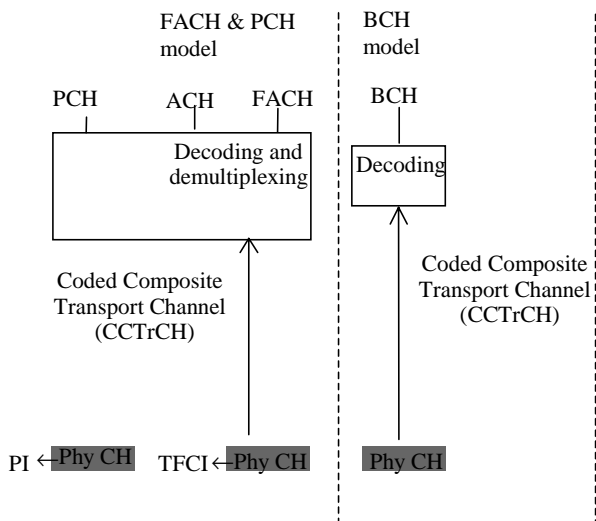 FACH & PCH
model
PCH
ACH
FACH
Decoding and
demultiplexing
Coded Composite
Transport Channel
(CCTrCH)
PI
Phy CH
TFCI
Phy CH
BCH
model
BCH
Decoding
Coded Composite
Transport Channel
(CCTrCH)
Phy CH